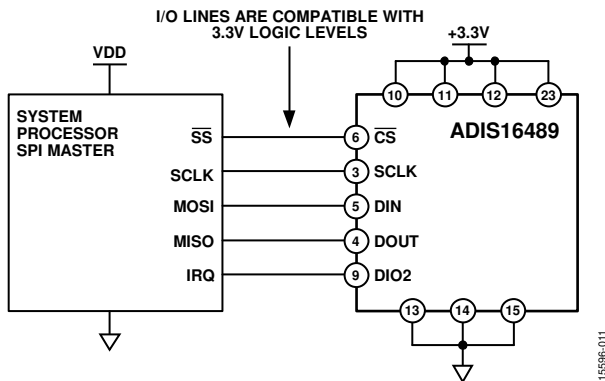 I/O LINES ARE COMPATIBLE WITH
3.3V LOGIC LEVELS
VDD
+3.3V
SYSTEM
PROCESSOR
SPI MASTER
10
11
12
23
ADIS16489
SS
6
CS
SCLK
3
SCLK
MOSI
5
DIN
MISO
4
DOUT
IRQ
9
DIO2
13
14
15
15596-011